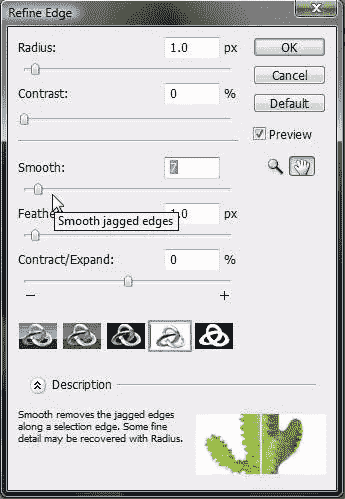 Refine Edge
Radius: 1.0 px
OK
Contrast: 0 %
Cancel
Default
Preview
Smooth: 7
Smooth jagged edges
Feathe .0 px
Contract/Expand: 0 %
− +
Description
Smooth removes the jagged edges
along a selection edge. Some fine
detail may be recovered with Radius.